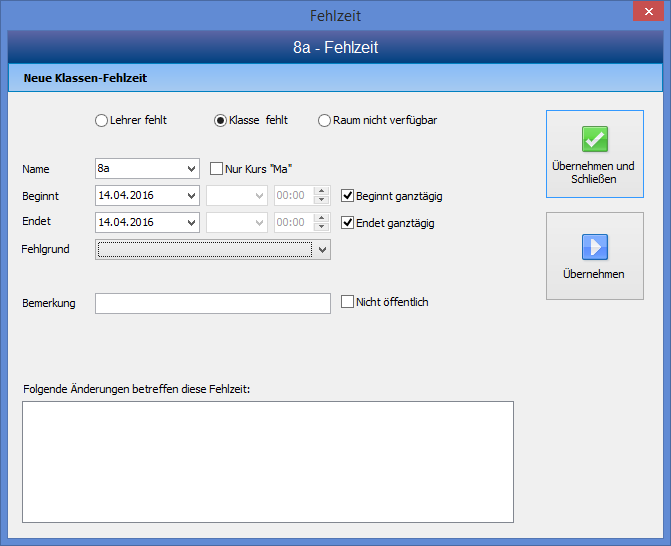 Fehlzeit
8a - Fehlzeit
Neue Klassen-Fehlzeit
Lehrer fehlt Klasse fehlt Raum nicht verfügbar
Name 8a Nur Kurs "Ma"
Beginnt 14.04.2016 00:00 Beginnt ganztägig
Endet 14.04.2016 00:00 Endet ganztägig
Fehlgrund
Bemerkung Nicht öffentlich
Übernehmen und
Schließen
Übernehmen
Folgende Änderungen betreffen diese Fehlzeit: